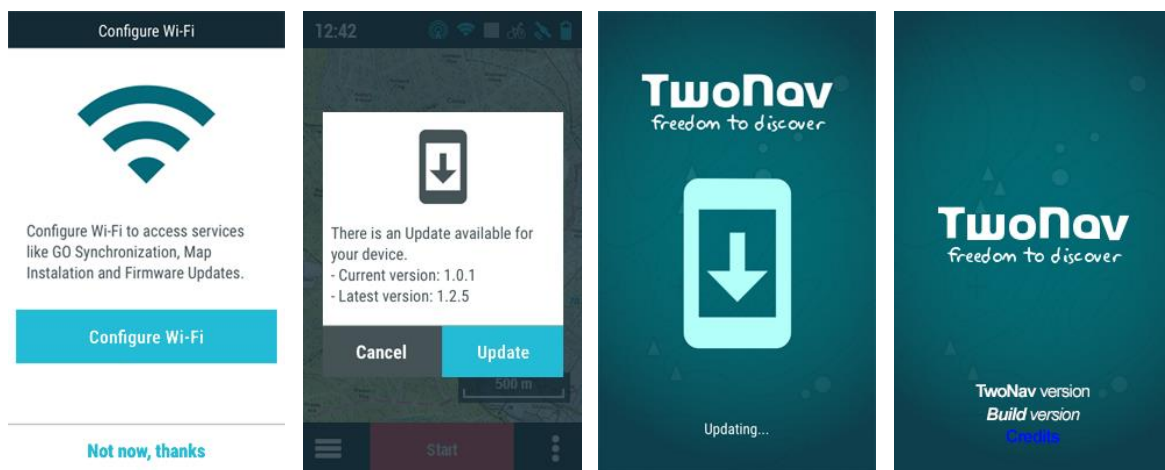 Configure Wi-Fi
Configure Wi-Fi to access services
like GO Synchronization, Map
Instalation and Firmware Updates.
Configure Wi-Fi
Not now, thanks
12:42
There is an Update available for
your device.
- Current version: 1.0.1
- Latest version: 1.2.5
Cancel
Update
500 m
Start
TwoNav
freedom to discover
Updating...
TwoNav
freedom to discover
TwoNav version
Build version
Credits